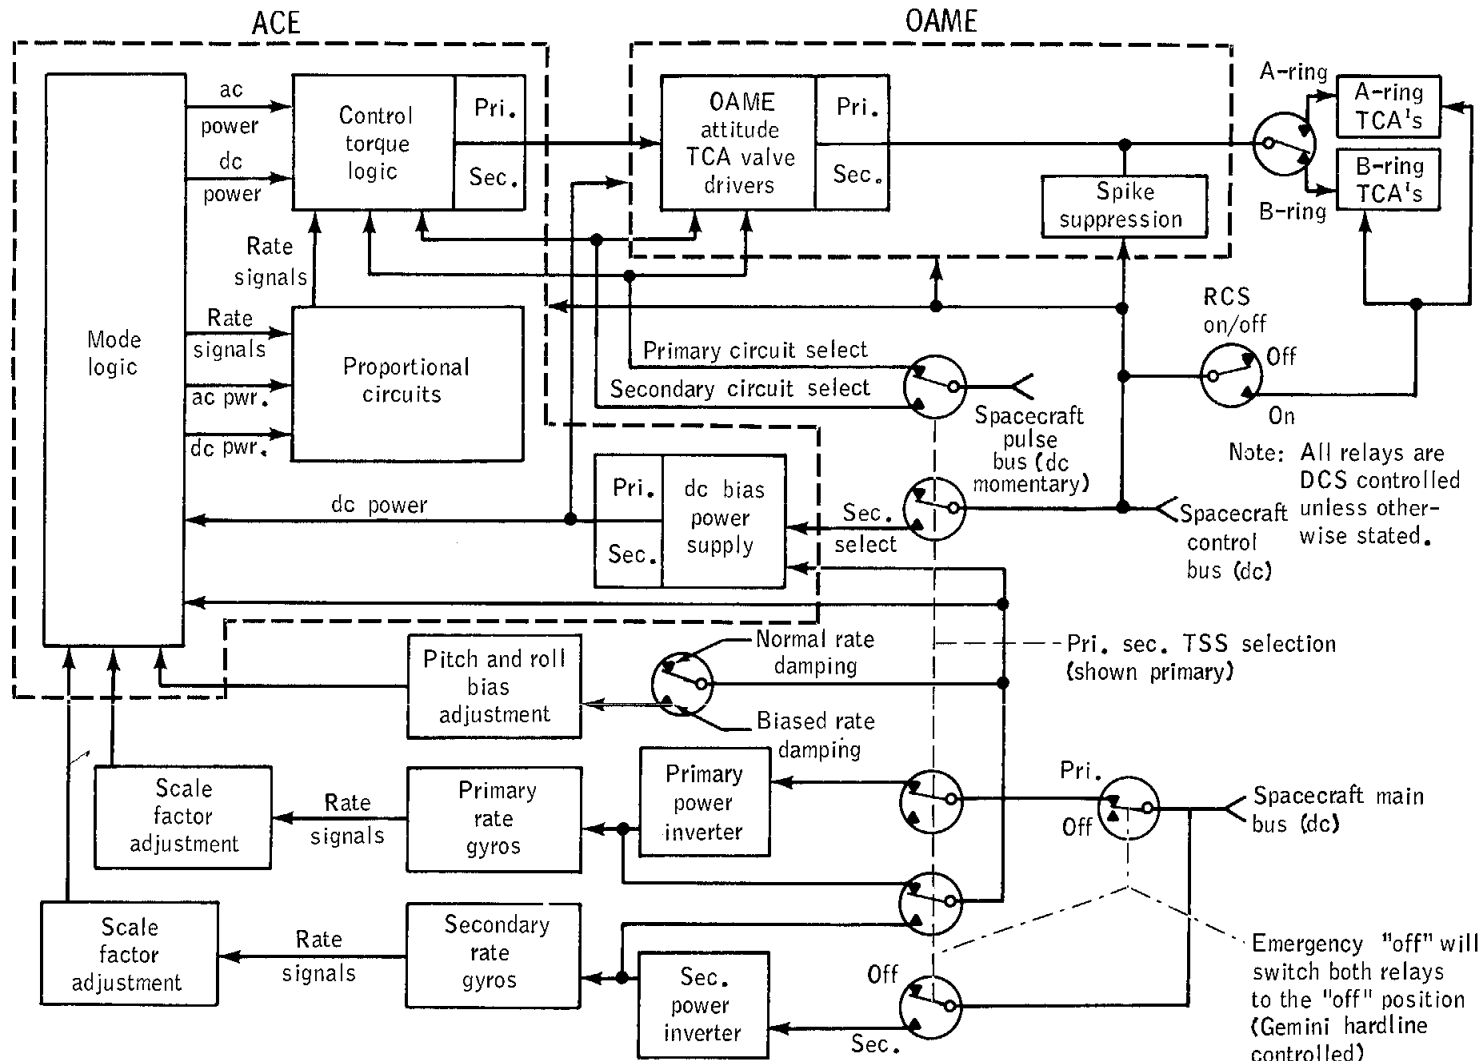 ACE
OAME
ac
power
dc
power
Control
torque
logic
Pri.
Sec.
OAME
attitude
TCA valve
drivers
Pri.
Sec.
Spike
suppression
A-ring
B-ring
A-ring
TCA's
B-ring
TCA's
Rate
signals
Mode
logic
Rate
signals
ac pwr.
dc pwr.
Proportional
circuits
Primary circuit select
Secondary circuit select
Spacecraft
pulse
bus (dc
momentary)
RCS
on/off
Off
On
Note: All relays are
DCS controlled
unless other-
wise stated.
dc power
Pri.
Sec.
dc bias
power
supply
Sec.
select
Spacecraft
control
bus (dc)
Pitch and roll
bias
adjustment
Normal rate
damping
Biased rate
damping
Pri. sec. TSS selection
(shown primary)
Scale
factor
adjustment
Rate
signals
Primary
rate
gyros
Primary
power
inverter
Pri.
Off
Spacecraft main
bus (dc)
Scale
factor
adjustment
Rate
signals
Secondary
rate
gyros
Sec.
power
inverter
Off
Sec.
Emergency "off" will
switch both relays
to the "off" position
(Gemini hardline
controlled)